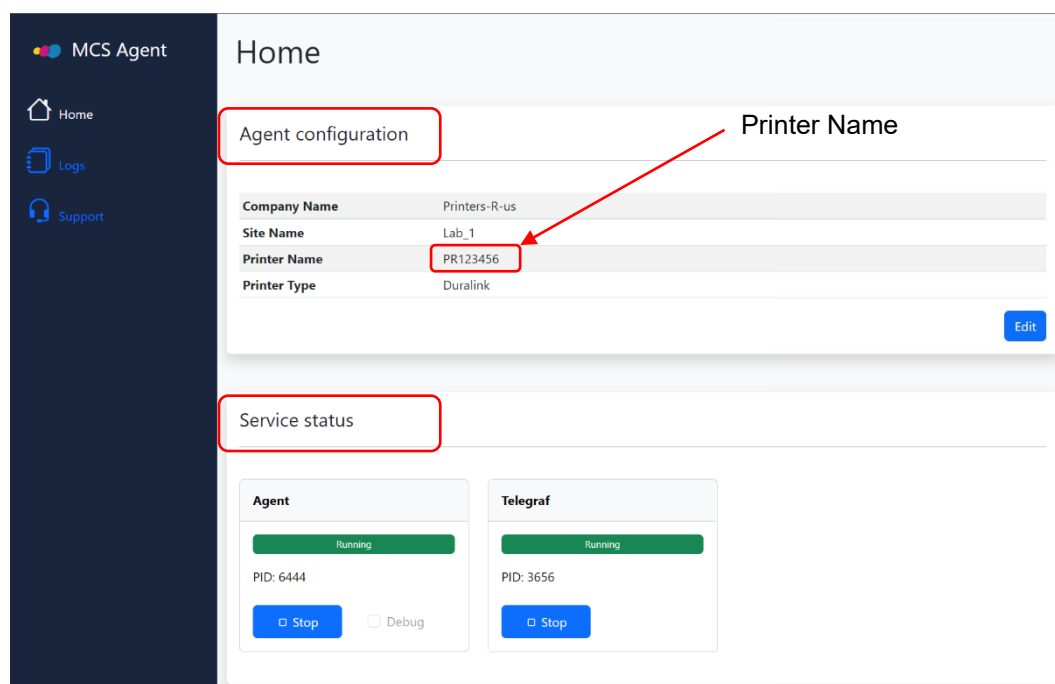 MCS Agent
Home
Logs
Support
Home
Agent configuration
Printer Name
Company Name Printers-R-us
Site Name Lab_1
Printer Name PR123456
Printer Type Duralink
Edit
Service status
Agent
Running
PID: 6444
Stop Debug
Telegraf
Running
PID: 3656
Stop